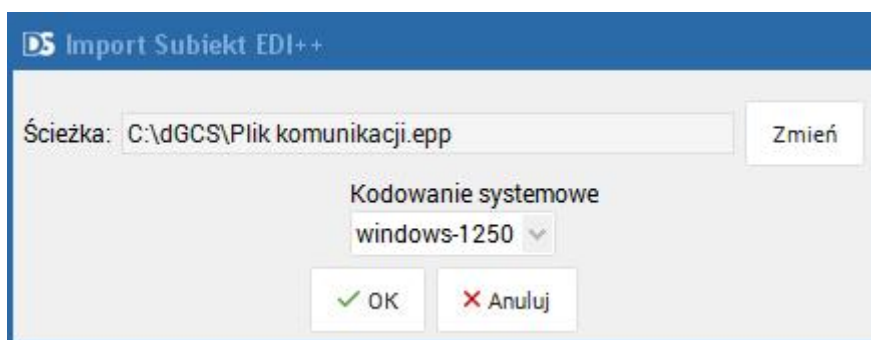 DS Import Subiekt EDI++
Ścieżka: C:\dGCS\Plik komunikacji.epp Zmień
Kodowanie systemowe
windows-1250
OK Anuluj